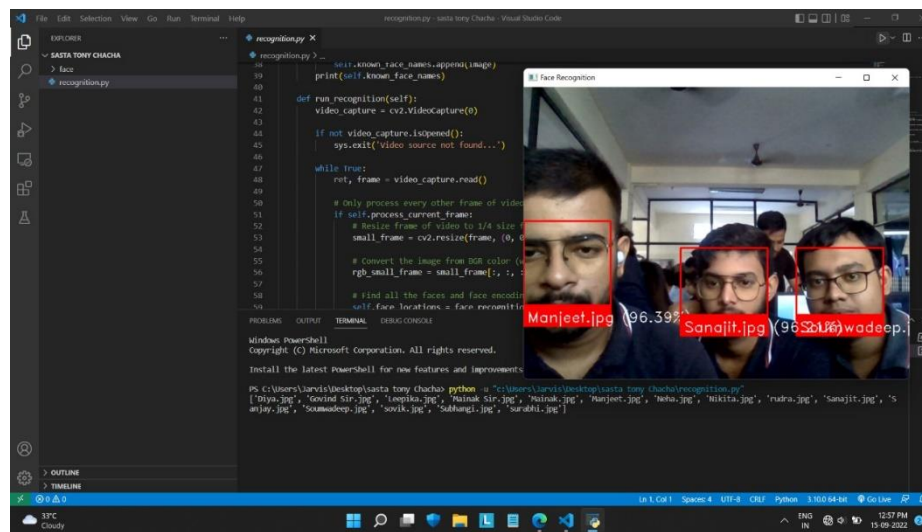 File Edit Selection View Go Run Terminal Help
recognition.py - sasta tony Chacha - Visual Studio Code
EXPLORER
SASTA TONY CHACHA
> face
recognition.py
OUTLINE
TIMELINE
recognition.py
recognition.py > ...
38 self.known_face_names.append(image)
39 print(self.known_face_names)
40
41 def run_recognition(self):
42 video_capture = cv2.VideoCapture(0)
43
44 if not video_capture.isOpened():
45 sys.exit('Video source not found...')
46
47 while True:
48 ret, frame = video_capture.read()
49
50 # Only process every other frame of video
51 if self.process_current_frame:
52 # Resize frame of video to 1/4 size
53 small_frame = cv2.resize(frame, (0, 0
54
55 # Convert the image from BGR color
56 rgb_small_frame = small_frame[:, :, :
57
58 # Find all the faces and face encoding
59 self.face_locations = face_recogniti
Face Recognition
Manjeet.jpg (96.39%
Sanajit.jpg (96.21%)
Soumwadeep.j
PROBLEMS OUTPUT TERMINAL DEBUG CONSOLE
Windows PowerShell
Copyright (C) Microsoft Corporation. All rights reserved.
Install the latest PowerShell for new features and improvements
PS C:\Users\Jarvis\Desktop\sasta tony Chacha> python -u "c:\Users\Jarvis\Desktop\sasta tony Chacha\recognition.py"
['Diya.jpg', 'Govind Sir.jpg', 'Leepika.jpg', 'Mainak Sir.jpg', 'Mainak.jpg', 'Manjeet.jpg', 'Neha.jpg', 'Nikita.jpg', 'rudra.jpg', 'Sanajit.jpg', 'S
anjay.jpg', 'Soumwadeep.jpg', 'sovik.jpg', 'Subhangi.jpg', 'surabhi.jpg']
0 0 Ln 1, Col 1 Spaces: 4 UTF-8 CRLF Python 3.10.0 64-bit Go Live
33°C
Cloudy
ENG
IN
12:57 PM
15-09-2022